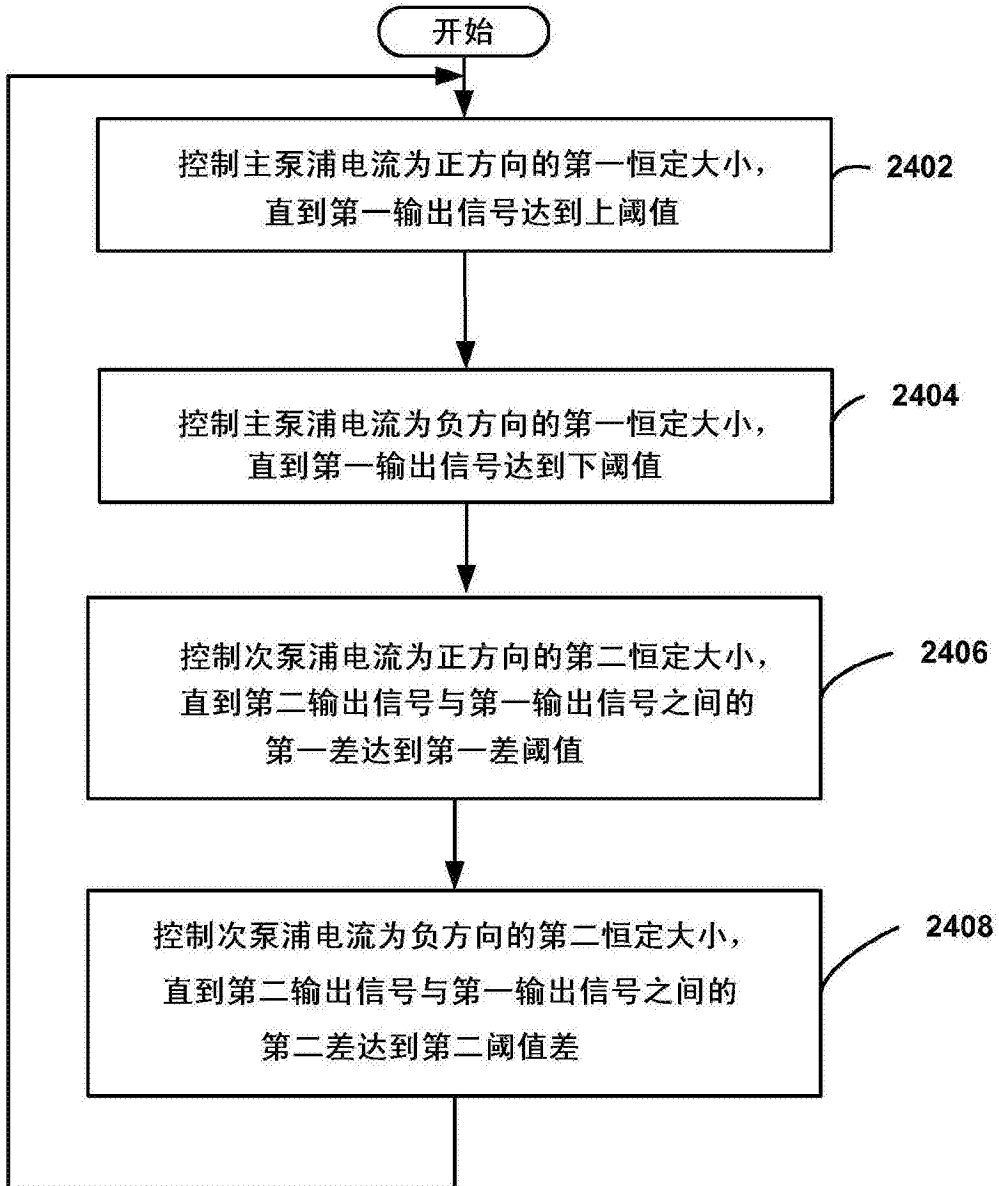 开始
控制主泵浦电流为正方向的第一恒定大小，
直到第一输出信号达到上阈值
2402
控制主泵浦电流为负方向的第一恒定大小，
直到第一输出信号达到下阈值
2404
控制次泵浦电流为正方向的第二恒定大小，
直到第二输出信号与第一输出信号之间的
第一差达到第一差阈值
2406
控制次泵浦电流为负方向的第二恒定大小，
直到第二输出信号与第一输出信号之间的
第二差达到第二阈值差
2408